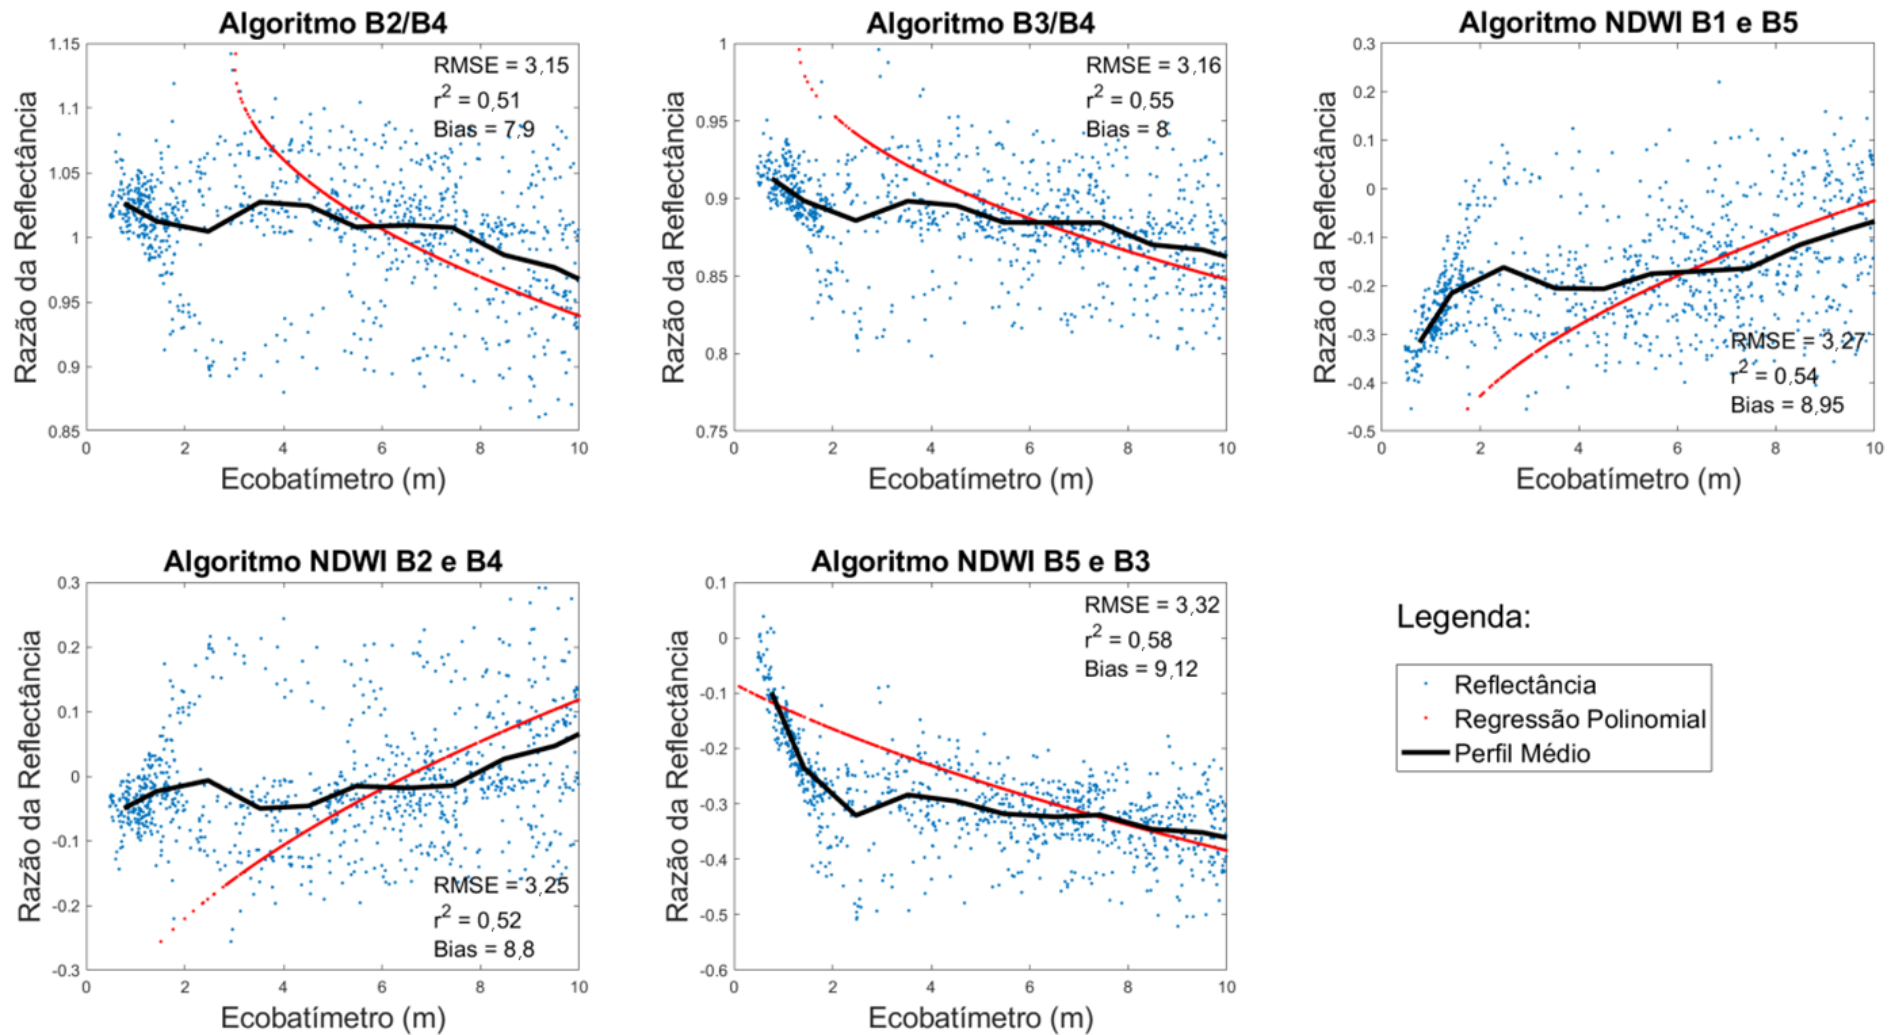 Algoritmo B2/B4
1.15
1.1
1.05
1
0.95
0.9
0.85
Razão da Reflectância
RMSE = 3,15
r² = 0,51
Bias = 7,9
0 2 4 6 8 10
Ecobatímetro (m)
Algoritmo B3/B4
1
0.95
0.9
0.85
0.8
0.75
Razão da Reflectância
RMSE = 3,16
r² = 0,55
Bias = 8
0 2 4 6 8 10
Ecobatímetro (m)
Algoritmo NDWI B1 e B5
0.3
0.2
0.1
0
-0.1
-0.2
-0.3
-0.4
-0.5
Razão da Reflectância
RMSE = 3,27
r² = 0,54
Bias = 8,95
0 2 4 6 8 10
Ecobatímetro (m)
Algoritmo NDWI B2 e B4
0.3
0.2
0.1
0
-0.1
-0.2
-0.3
Razão da Reflectância
RMSE = 3,25
r² = 0,52
Bias = 8,8
0 2 4 6 8 10
Ecobatímetro (m)
Algoritmo NDWI B5 e B3
0.1
0
-0.1
-0.2
-0.3
-0.4
-0.5
-0.6
Razão da Reflectância
RMSE = 3,32
r² = 0,58
Bias = 9,12
0 2 4 6 8 10
Ecobatímetro (m)
Legenda:
Reflectância
Regressão Polinomial
Perfil Médio